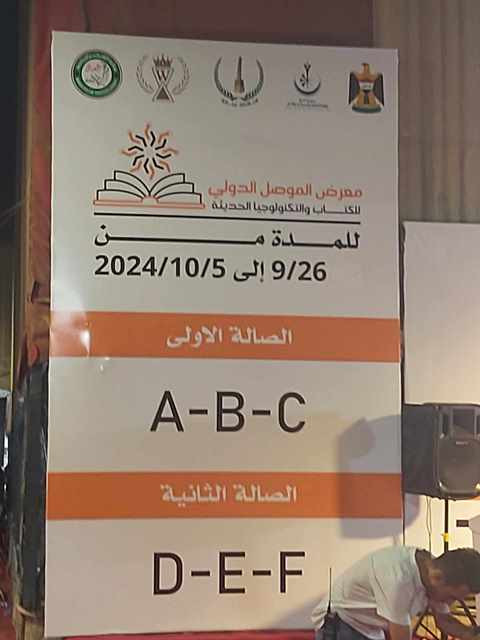 معرض الموصل الدولي
للكتاب والتكنولوجيا الحديثة
للمدة من
9/26 إلى 2024/10/5
الصالة الاولى
A-B-C
الصالة الثانية
D-E-F